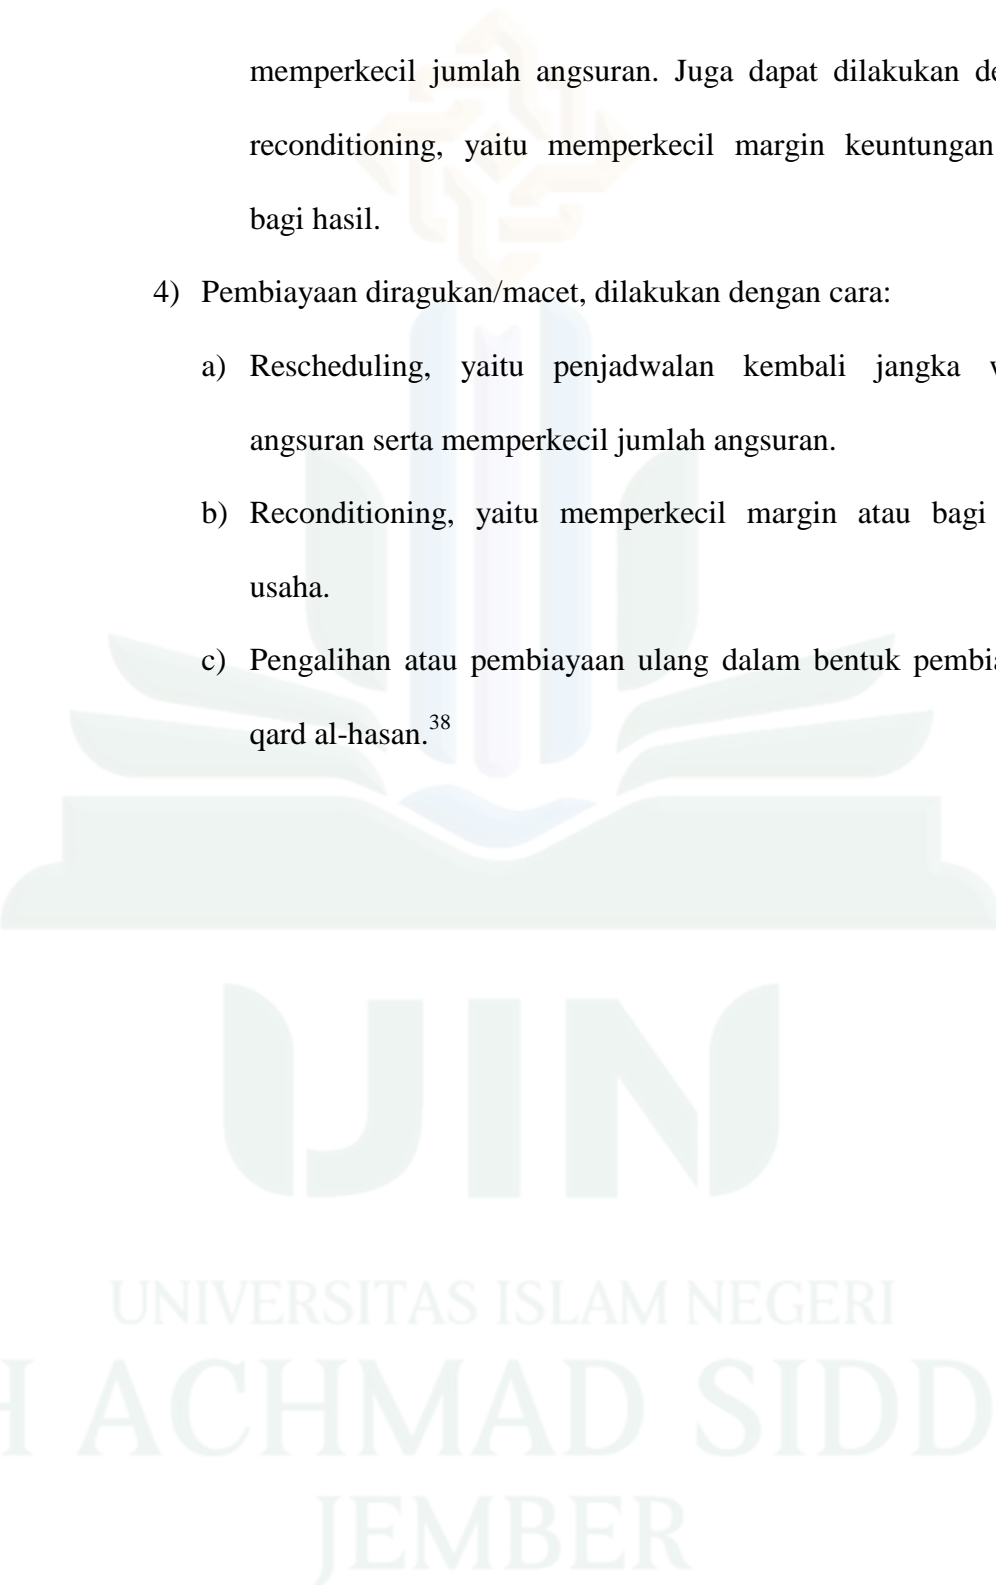 memperkecil jumlah angsuran. Juga dapat dilakukan
reconditioning, yaitu memperkecil margin keuntungan
bagi hasil.
4) Pembiayaan diragukan/macet, dilakukan dengan cara:
a) Rescheduling, yaitu penjadwalan kembali jangka
angsuran serta memperkecil jumlah angsuran.
b) Reconditioning, yaitu memperkecil margin atau bagi
usaha.
c) Pengalihan atau pembiayaan ulang dalam bentuk
qard al-hasan.38
UIN
UNIVERSITAS ISLAM NEGERI
H ACHMAD SIDD
JEMBER